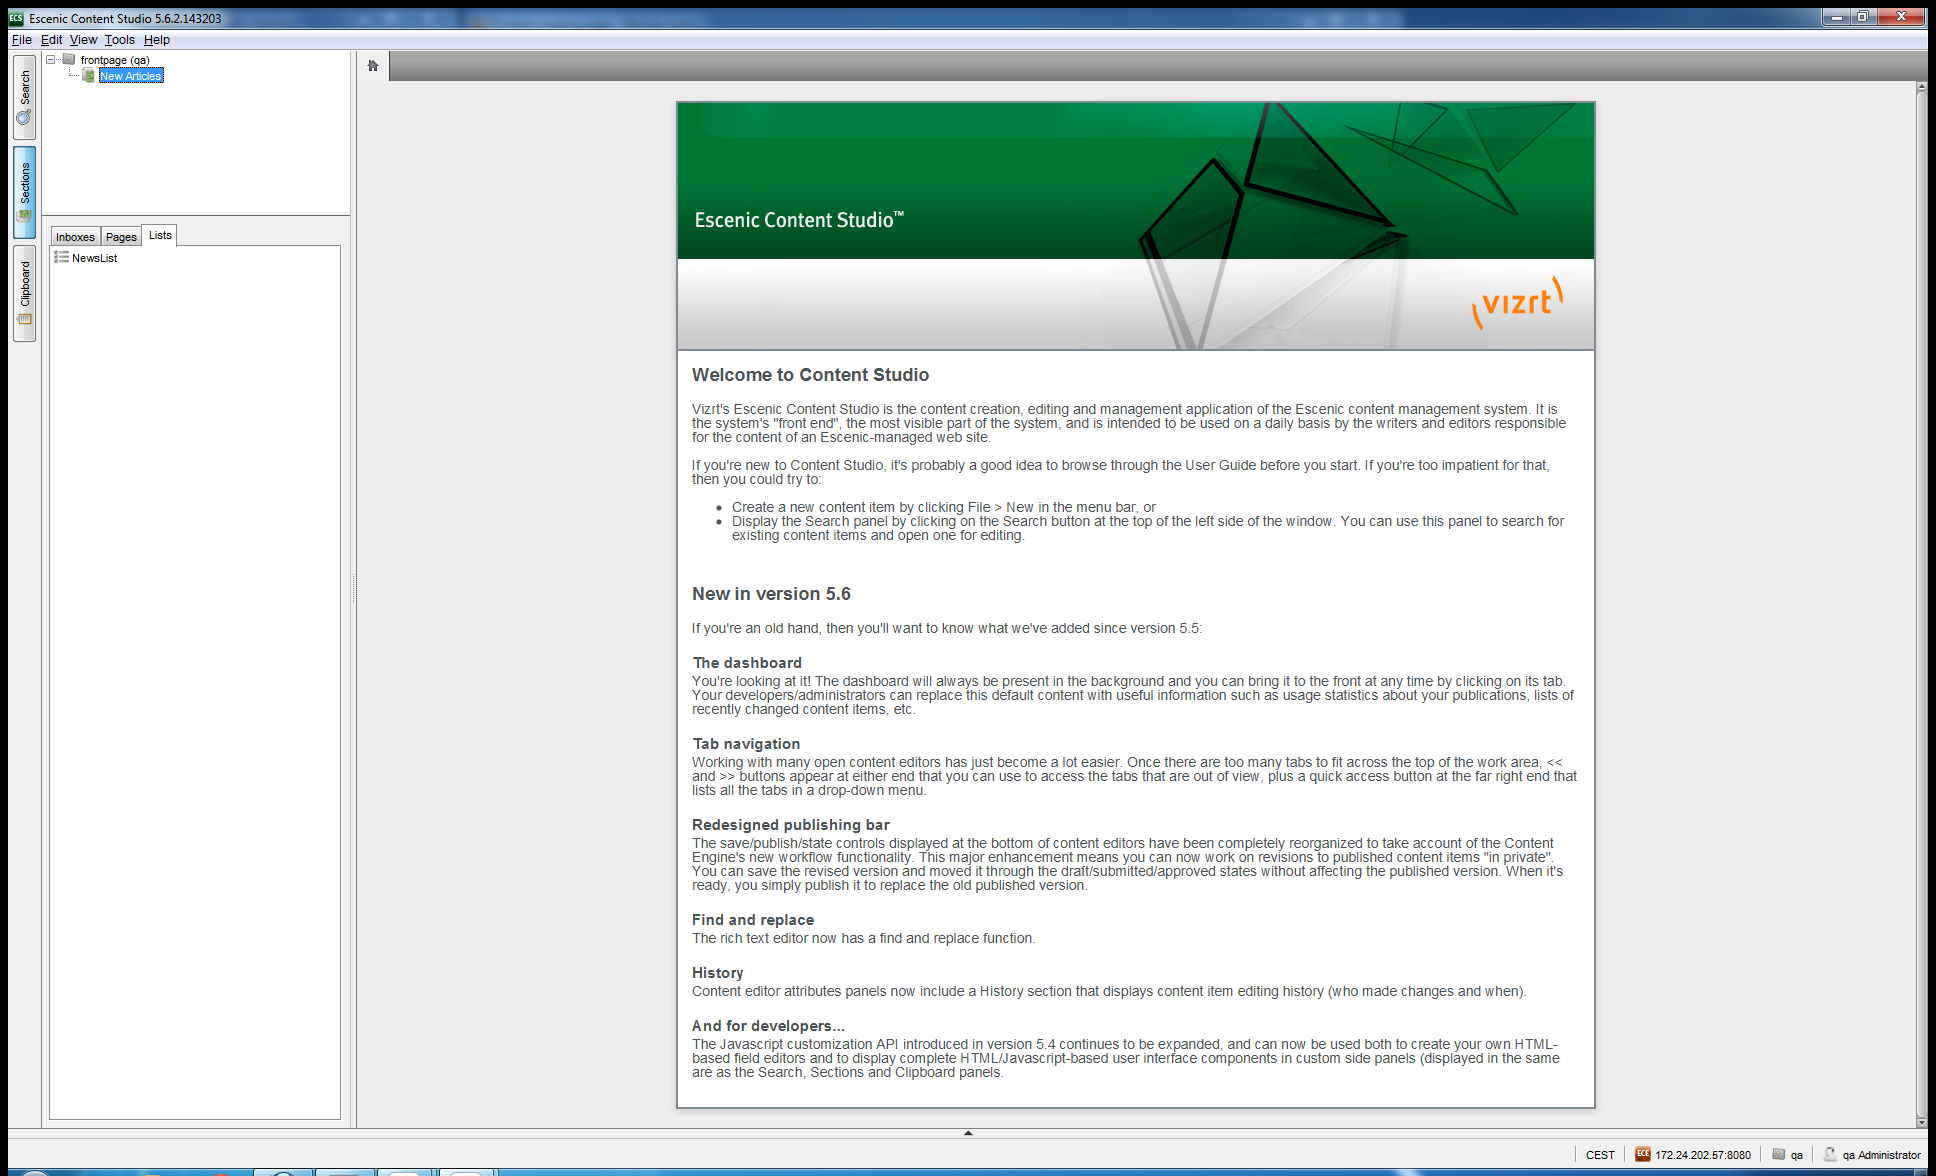 ECS Escenic Content Studio 5.6.2.143203
File Edit View Tools Help
Search
Sections
Clipboard
frontpage (qa)
New Articles
Inboxes Pages Lists
NewsList
Escenic Content Studio™
vizrt
Welcome to Content Studio
Vizrt's Escenic Content Studio is the content creation, editing and management application of the Escenic content management system. It is
the system's "front end", the most visible part of the system, and is intended to be used on a daily basis by the writers and editors responsible
for the content of an Escenic-managed web site.
If you're new to Content Studio, it's probably a good idea to browse through the User Guide before you start. If you're too impatient for that,
then you could try to:
• Create a new content item by clicking File > New in the menu bar, or
• Display the Search panel by clicking on the Search button at the top of the left side of the window. You can use this panel to search for
existing content items and open one for editing.
New in version 5.6
If you're an old hand, then you'll want to know what we've added since version 5.5:
The dashboard
You're looking at it! The dashboard will always be present in the background and you can bring it to the front at any time by clicking on its tab.
Your developers/administrators can replace this default content with useful information such as usage statistics about your publications, lists of
recently changed content items, etc.
Tab navigation
Working with many open content editors has just become a lot easier. Once there are too many tabs to fit across the top of the work area, <<
and >> buttons appear at either end that you can use to access the tabs that are out of view, plus a quick access button at the far right end that
lists all the tabs in a drop-down menu.
Redesigned publishing bar
The save/publish/state controls displayed at the bottom of content editors have been completely reorganized to take account of the Content
Engine's new workflow functionality. This major enhancement means you can now work on revisions to published content items "in private".
You can save the revised version and moved it through the draft/submitted/approved states without affecting the published version. When it's
ready, you simply publish it to replace the old published version.
Find and replace
The rich text editor now has a find and replace function.
History
Content editor attributes panels now include a History section that displays content item editing history (who made changes and when).
And for developers...
The Javascript customization API introduced in version 5.4 continues to be expanded, and can now be used both to create your own HTML-
based field editors and to display complete HTML/Javascript-based user interface components in custom side panels (displayed in the same
are as the Search, Sections and Clipboard panels.
CEST ECE 172.24.202.57:8080 qa qa Administrator